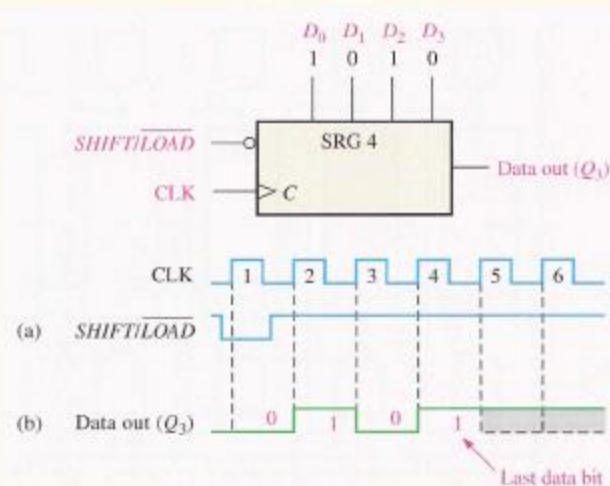 D₀ D₁ D₂ D₃
1 0 1 0
SHIFT/LOAD
SRG 4
Data out (Q₃)
CLK
C
CLK 1 2 3 4 5 6
(a) SHIFT/LOAD
(b) Data out (Q₃) 0 1 0 1
Last data bit